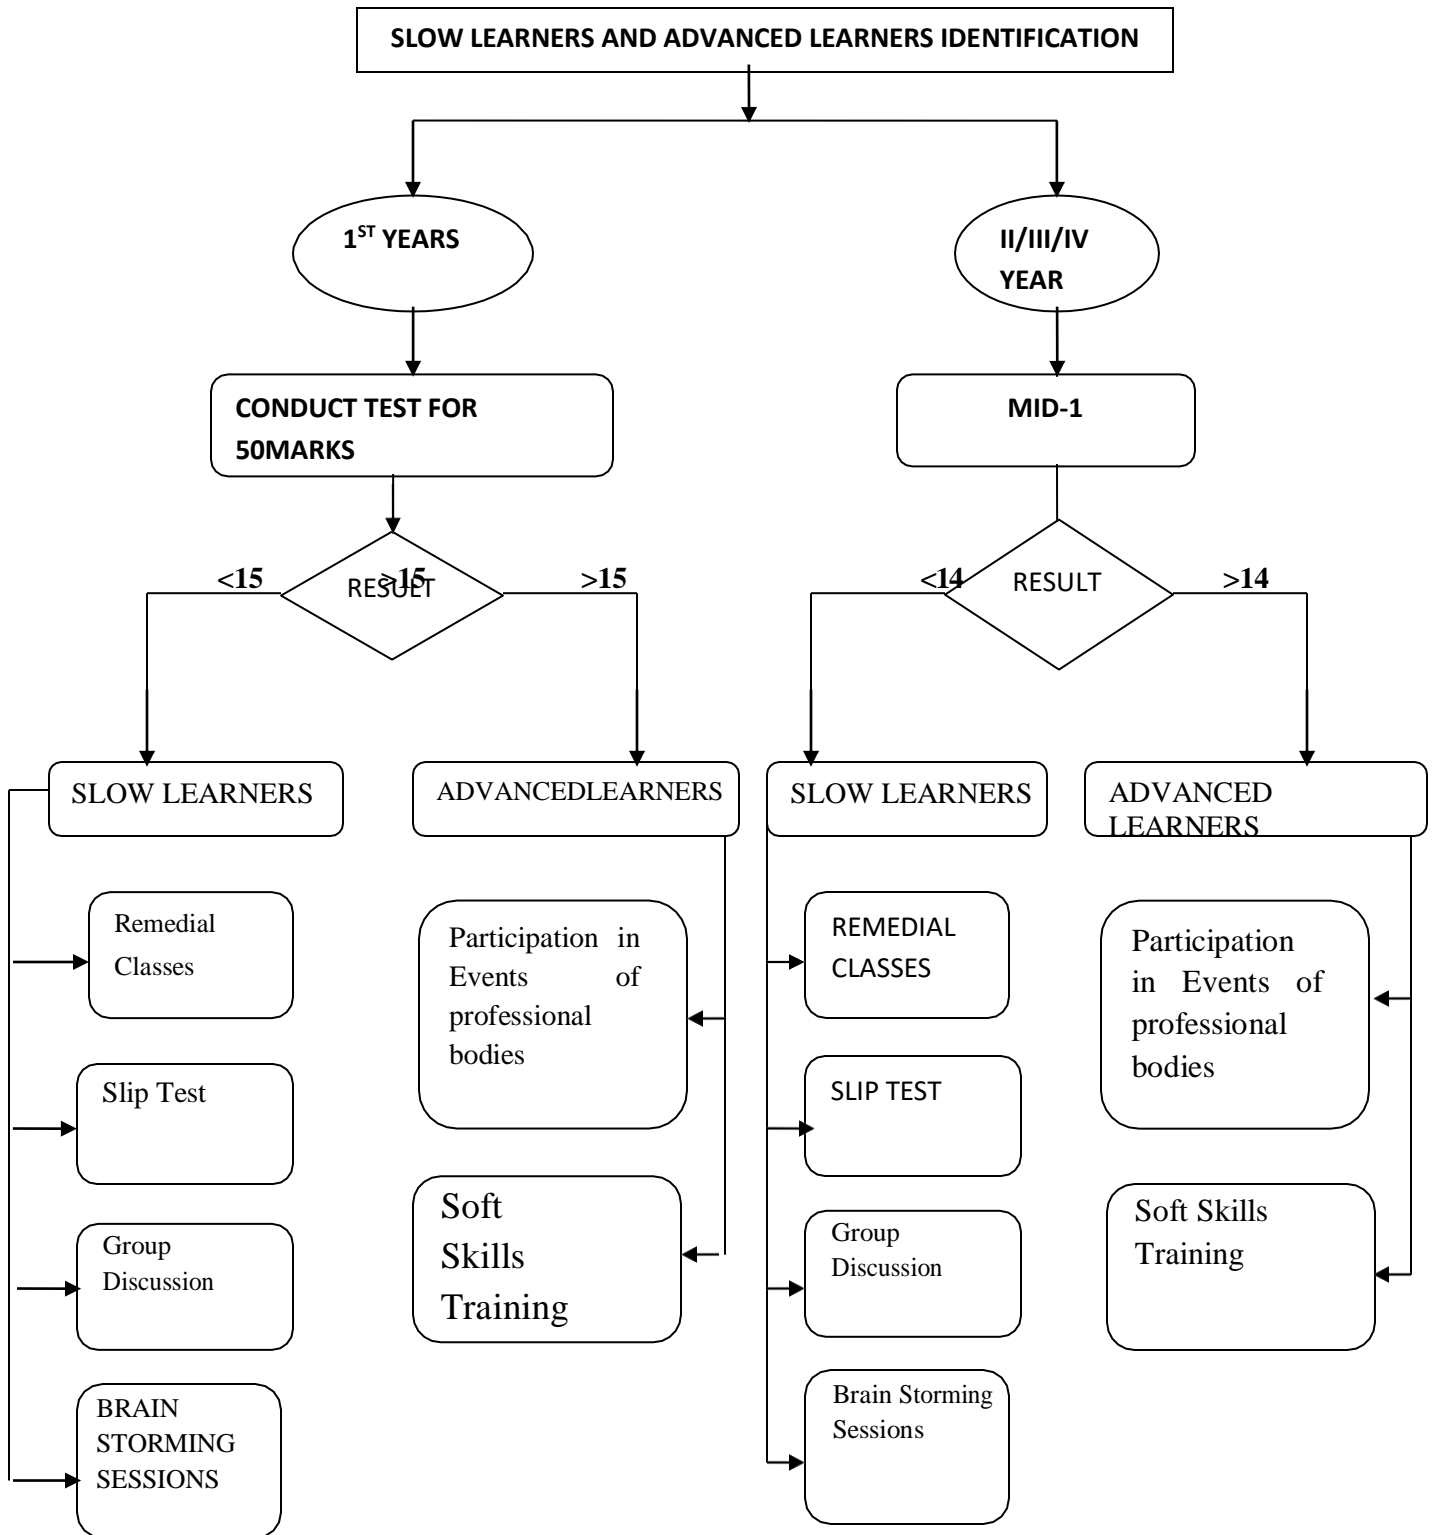 SLOW LEARNERS AND ADVANCED LEARNERS IDENTIFICATION
1ST YEARS
II/III/IV
YEAR
CONDUCT TEST FOR
50MARKS
MID-1
<15
>15
RESULT
>15
<14
RESULT
>14
SLOW LEARNERS
ADVANCEDLEARNERS
SLOW LEARNERS
ADVANCED
LEARNERS
Remedial
Classes
Participation in
Events of
professional
bodies
REMEDIAL
CLASSES
Participation
in Events of
professional
bodies
Slip Test
SLIP TEST
Soft
Skills
Training
Soft Skills
Training
Group
Discussion
Group
Discussion
BRAIN
STORMING
SESSIONS
Brain Storming
Sessions